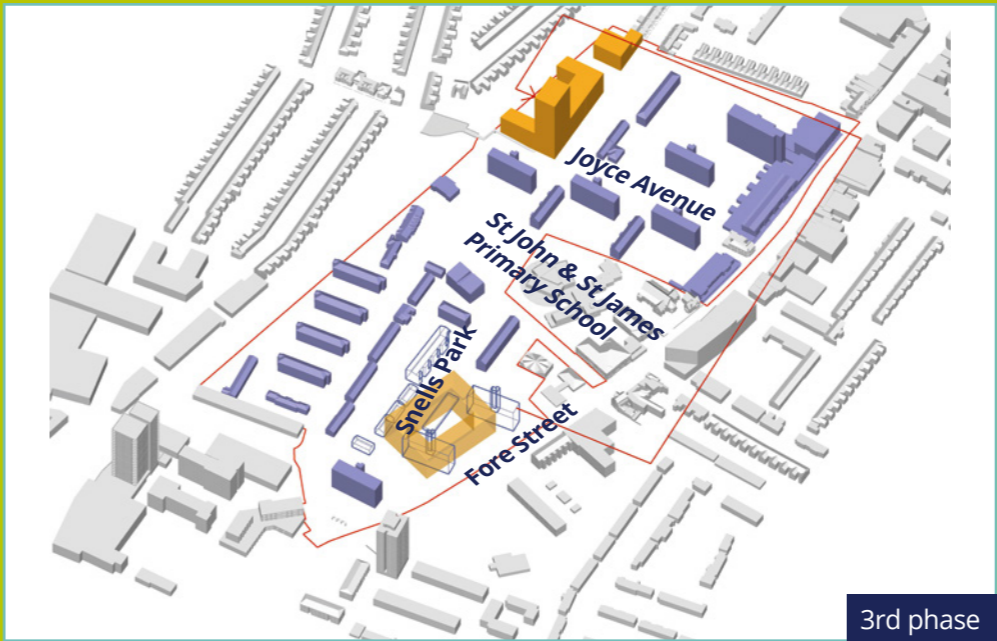 Joyce Avenue
St John & St James
Primary School
Snells Park
Fore Street
3rd phase